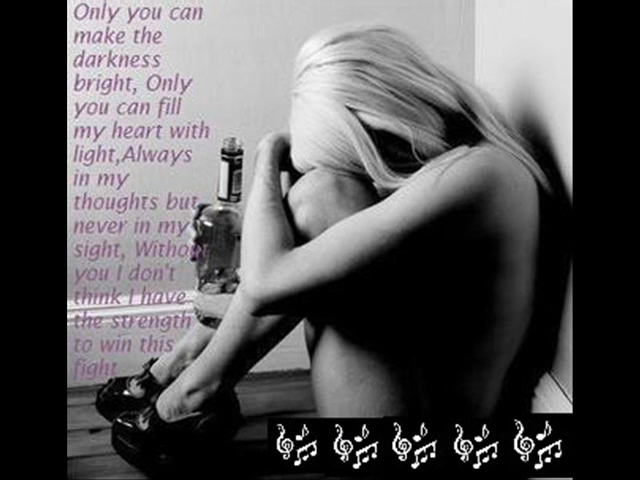 Only you can
make the
darkness
bright, Only
you can fill
my heart with
light,Always
in my
thoughts but
never in my
sight, Without
you I don't
think I have
the strength
to win this
fight